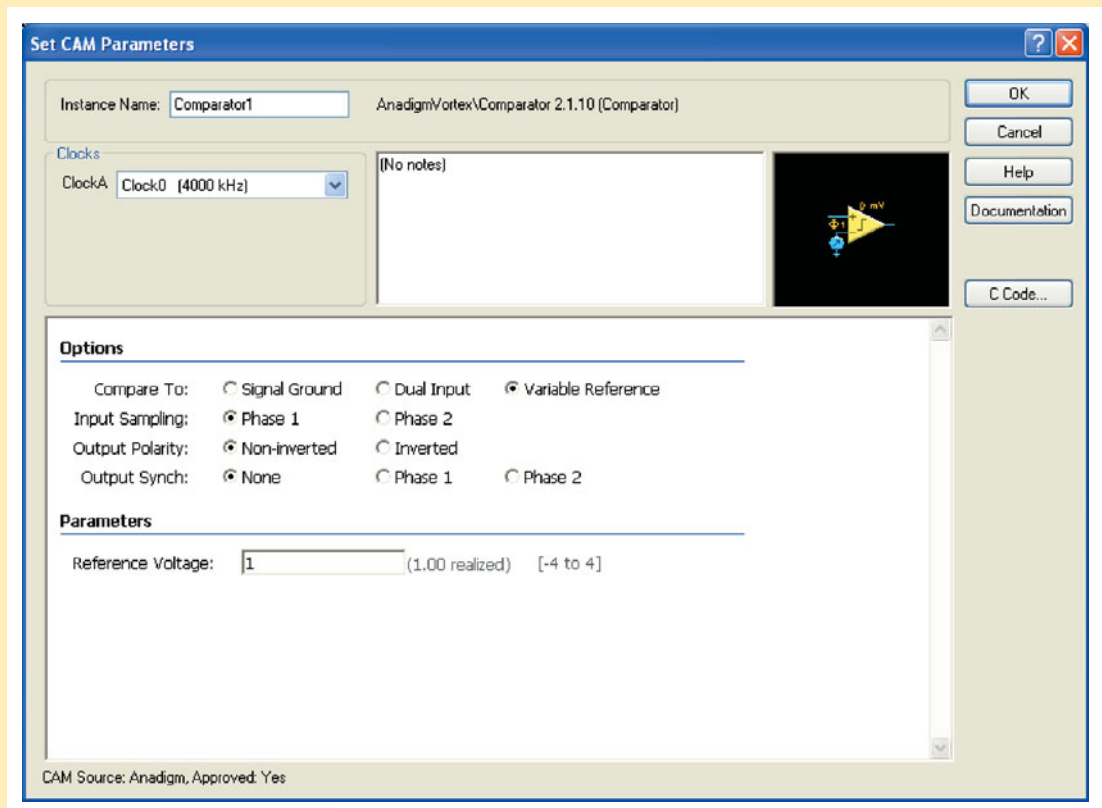 Set CAM Parameters
?
Instance Name: Comparator1 AnadigmVortex\Comparator 2.1.10 (Comparator)
OK
Cancel
Help
Documentation
C Code...
Clocks
ClockA Clock0 (4000 kHz)
(No notes)
0 mV
Φ1
Options
Compare To: Signal Ground Dual Input Variable Reference
Input Sampling: Phase 1 Phase 2
Output Polarity: Non-inverted Inverted
Output Synch: None Phase 1 Phase 2
Parameters
Reference Voltage: 1 (1.00 realized) [-4 to 4]
CAM Source: Anadigm, Approved: Yes